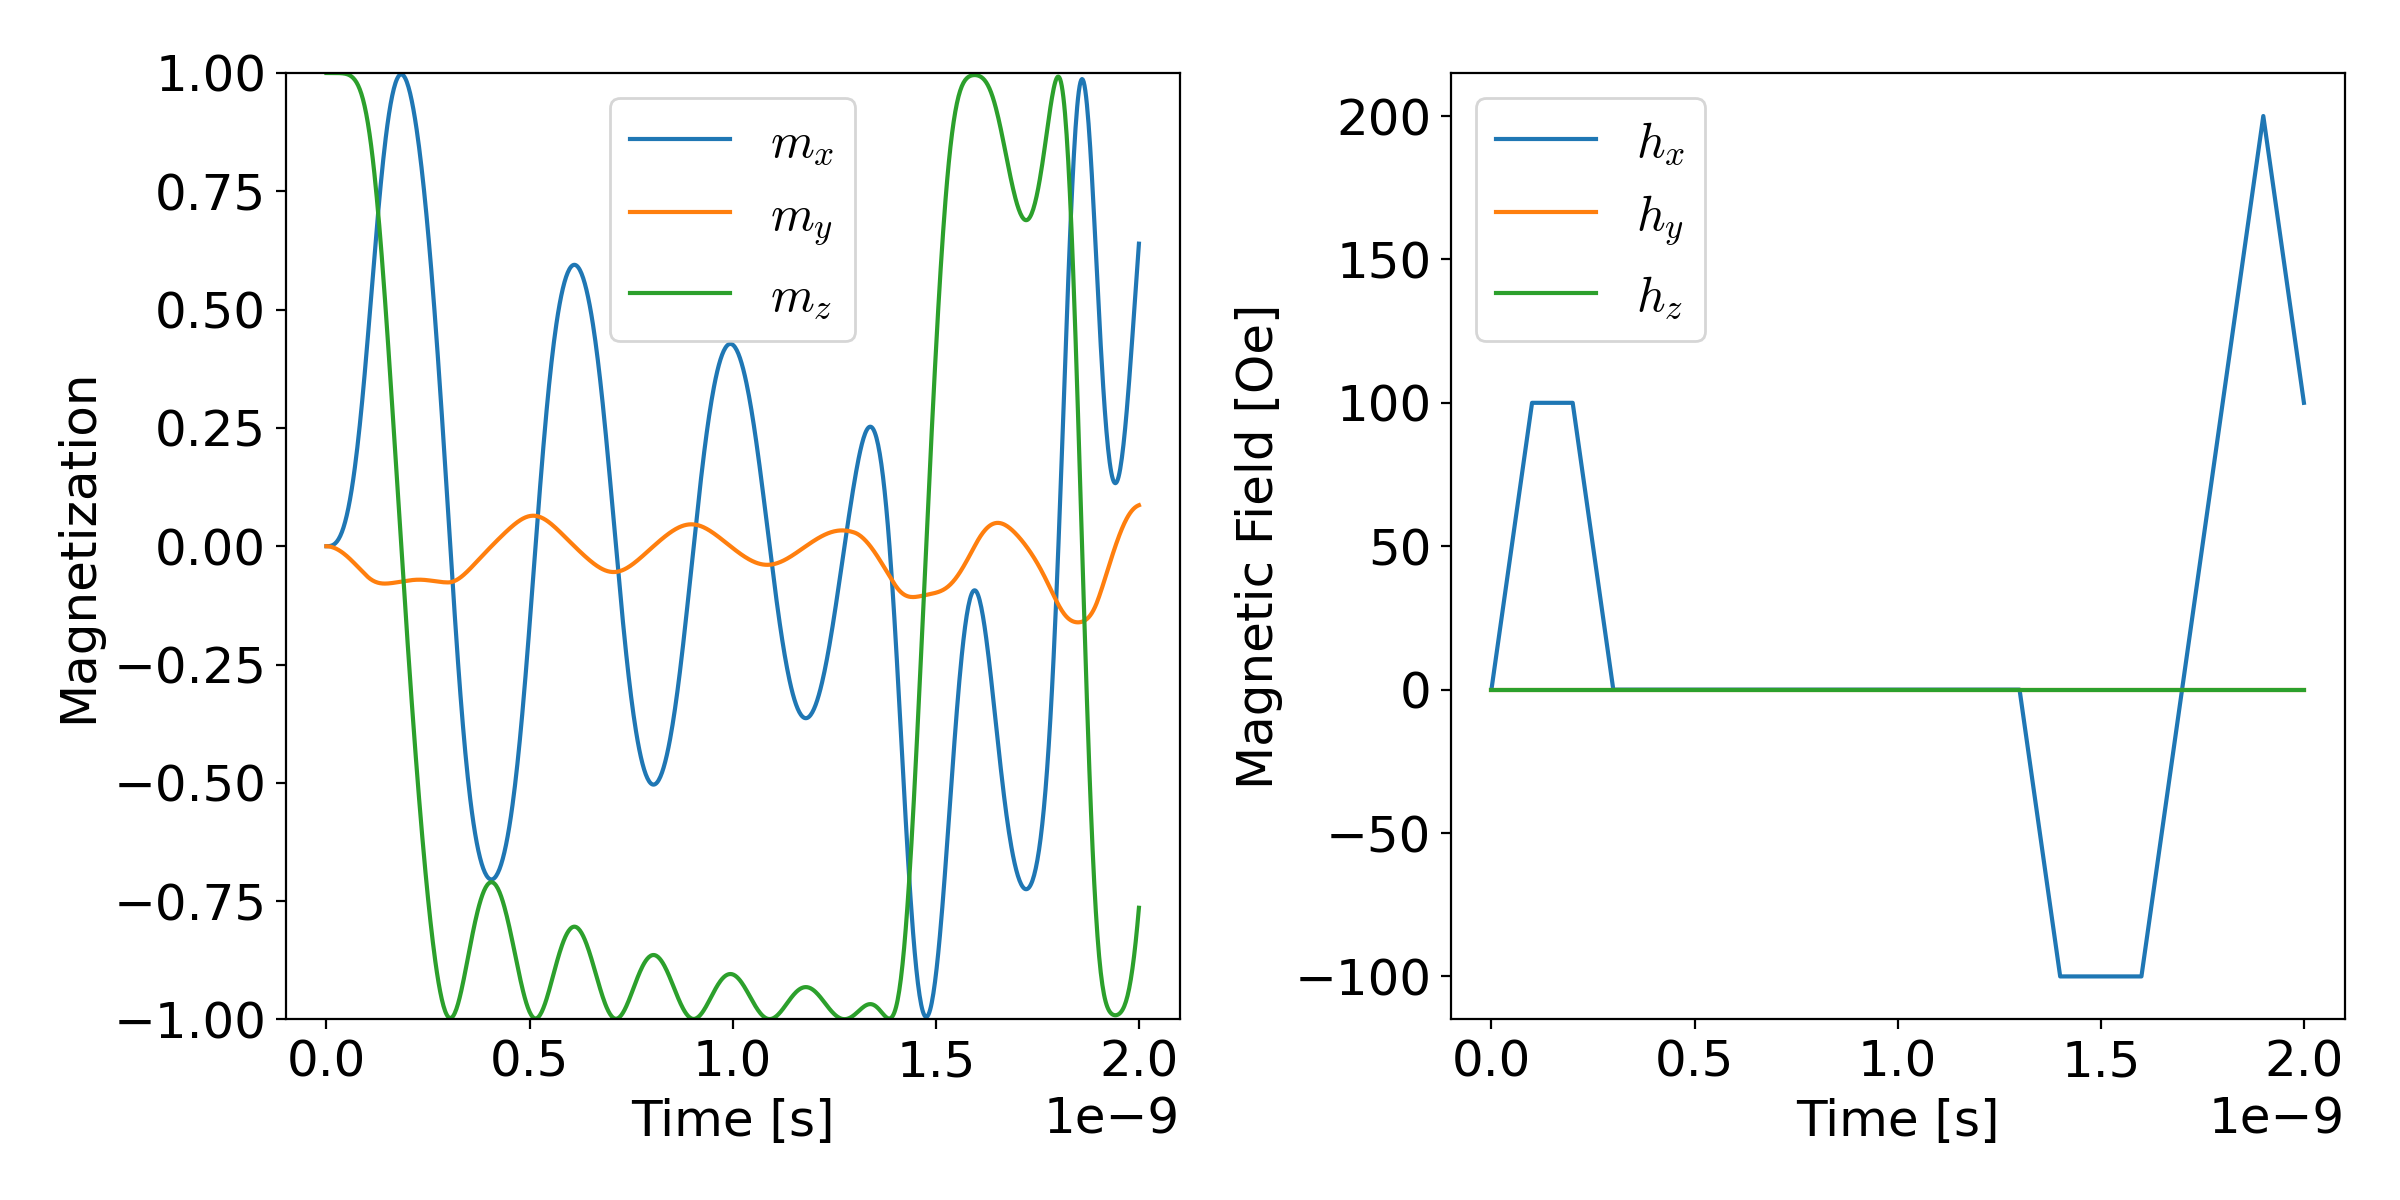 Magnetization
1.00
0.75
0.50
0.25
0.00
−0.25
−0.50
−0.75
−1.00
m_x
m_y
m_z
0.0 0.5 1.0 1.5 2.0
Time [s]
1e−9
Magnetic Field [Oe]
200
150
100
50
0
−50
−100
h_x
h_y
h_z
0.0 0.5 1.0 1.5 2.0
Time [s]
1e−9